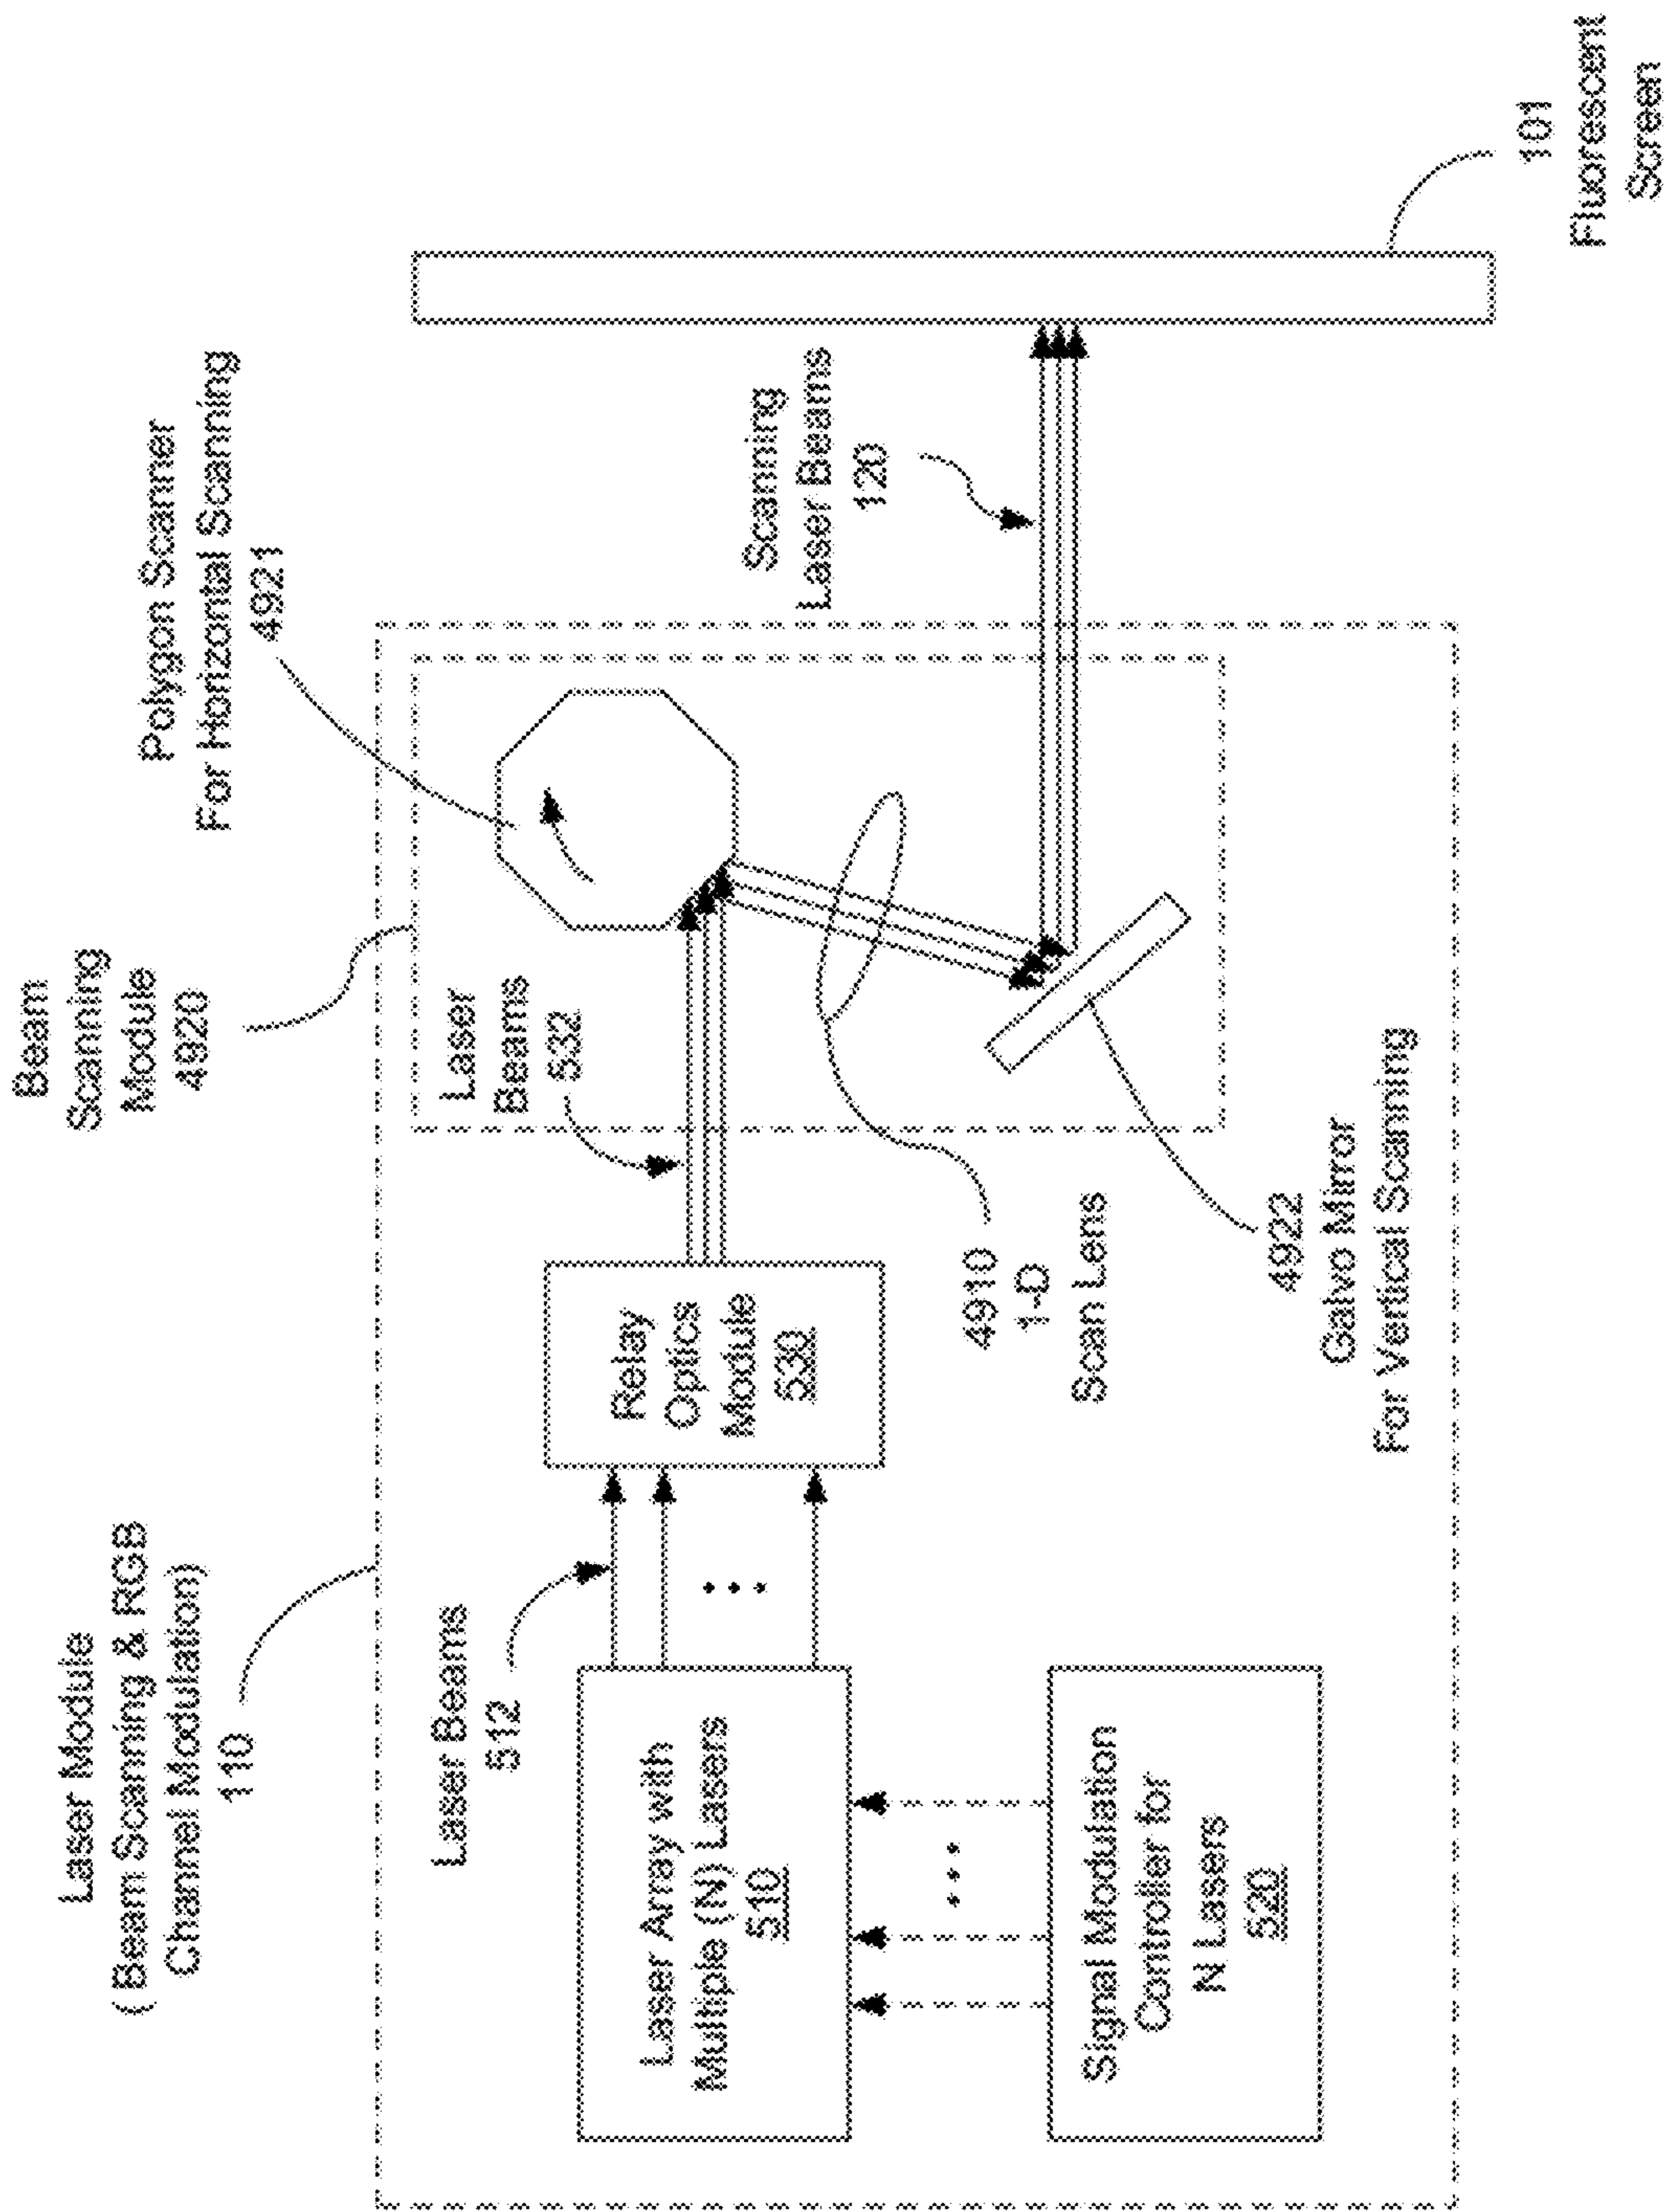 Laser Module
( Beam Scanning & RGB
Channel Modulation)
110
Beam
Scanning
Module
4920
Polygon Scanner
For Horizontal Scanning
4921
Laser Beams
512
Laser
Beams
532
Scanning
Laser Beams
120
Laser Array with
Multiple (N) Lasers
510
Relay
Optics
Module
530
Signal Modulation
Controller for
N Lasers
520
4910
1-D
Scan Lens
4922
Galvo Mirror
For Vertical Scanning
101
Fluorescent
Screen